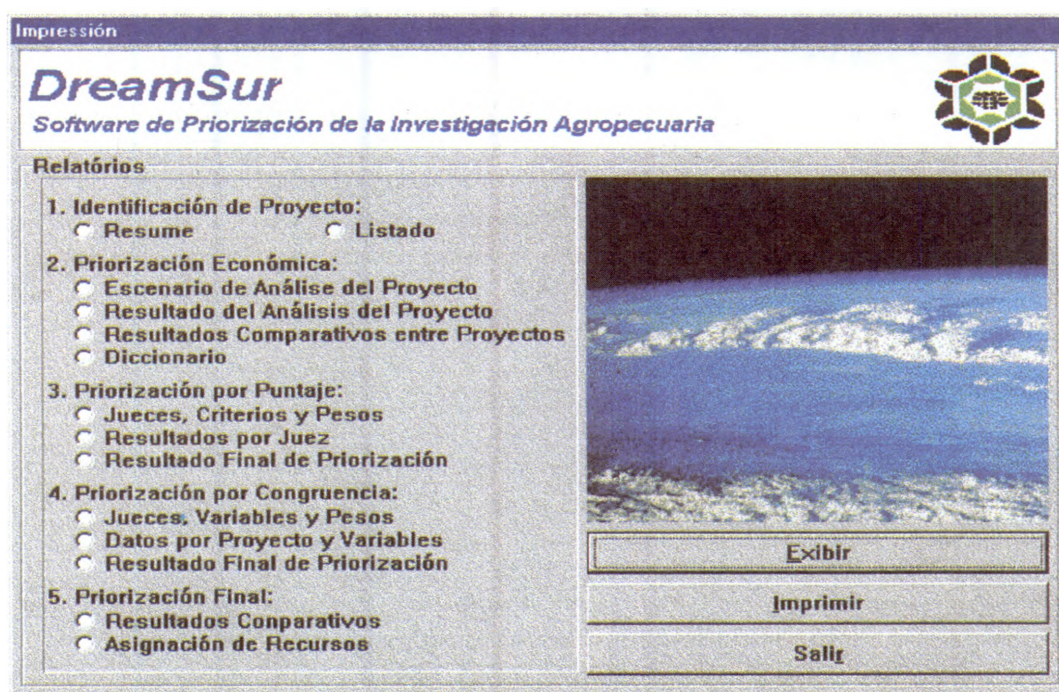 Impressión
DreamSur
Software de Priorización de la Investigación Agropecuaria
Relatórios
1. Identificación de Proyecto:
Resume Listado
2. Priorización Económica:
Escenario de Análise del Proyecto
Resultado del Análisis del Proyecto
Resultados Comparativos entre Proyectos
Diccionario
3. Priorización por Puntaje:
Jueces, Criterios y Pesos
Resultados por Juez
Resultado Final de Priorización
4. Priorización por Congruencia:
Jueces, Variables y Pesos
Datos por Proyecto y Variables
Resultado Final de Priorización
5. Priorización Final:
Resultados Conparativos
Asignación de Recursos
Exibir
Imprimir
Salir